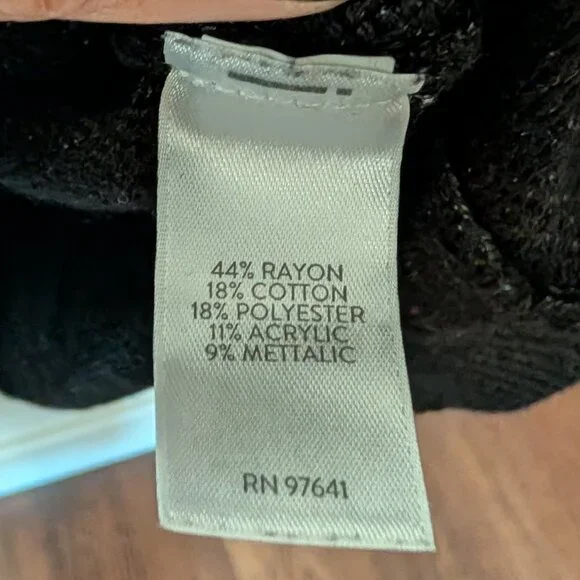 44% RAYON
18% COTTON
18% POLYESTER
11% ACRYLIC
9% METTALIC
RN 97641